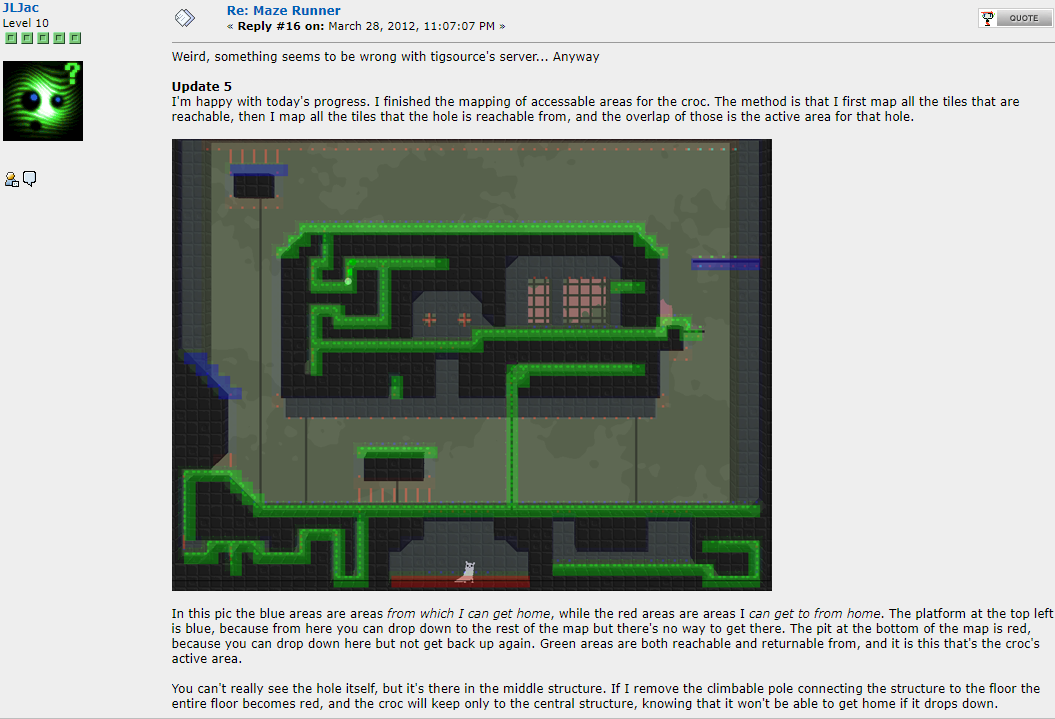 JLJac
Level 10
Re: Maze Runner
« Reply #16 on: March 28, 2012, 11:07:07 PM »
QUOTE
Weird, something seems to be wrong with tigsource's server... Anyway
Update 5
I'm happy with today's progress. I finished the mapping of accessable areas for the croc. The method is that I first map all the tiles that are
reachable, then I map all the tiles that the hole is reachable from, and the overlap of those is the active area for that hole.
?
In this pic the blue areas are areas from which I can get home, while the red areas are areas I can get to from home. The platform at the top left
is blue, because from here you can drop down to the rest of the map but there's no way to get there. The pit at the bottom of the map is red,
because you can drop down here but not get back up again. Green areas are both reachable and returnable from, and it is this that's the croc's
active area.
You can't really see the hole itself, but it's there in the middle structure. If I remove the climbable pole connecting the structure to the floor the
entire floor becomes red, and the croc will keep only to the central structure, knowing that it won't be able to get home if it drops down.